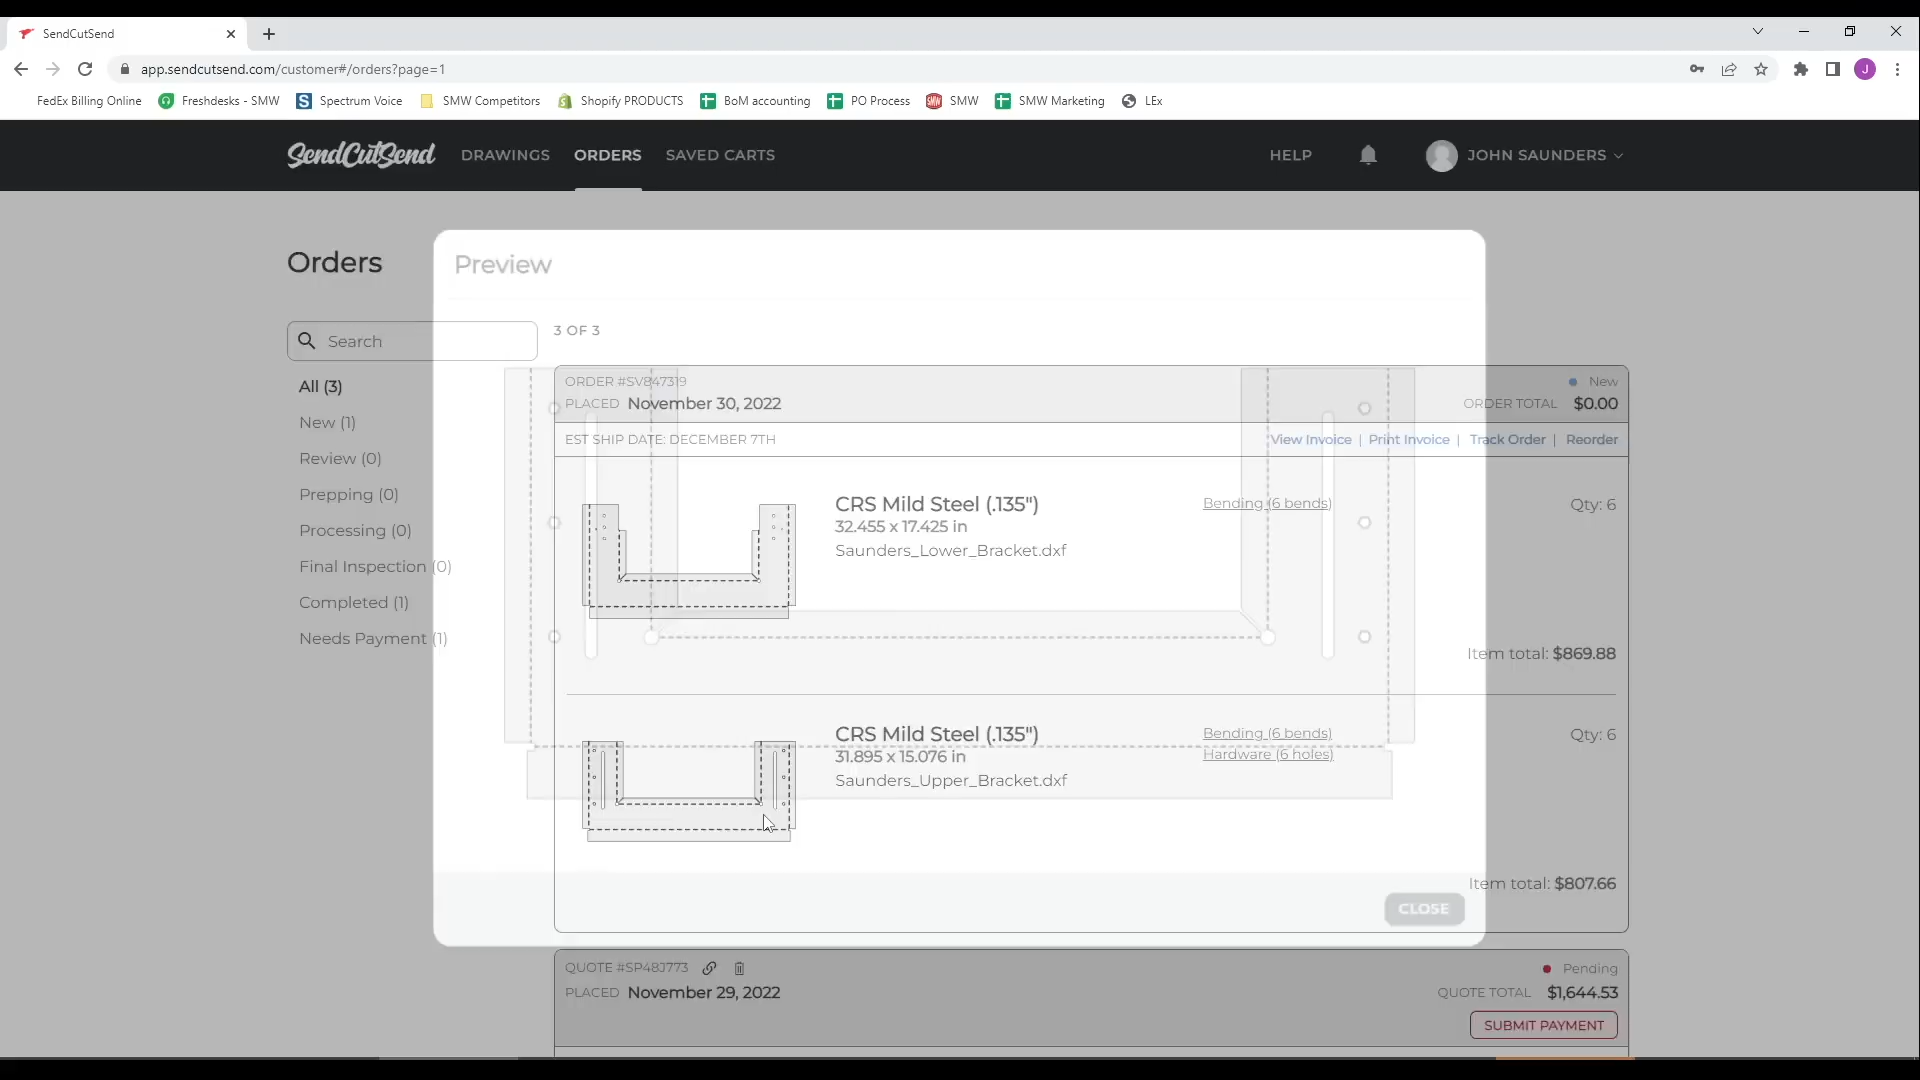 SendCutSend
app.sendcutsend.com/customer#/orders?page=1
J
FedEx Billing Online
Freshdesks - SMW
Spectrum Voice
SMW Competitors
Shopify PRODUCTS
BoM accounting
PO Process
SMW
SMW Marketing
LEx
SendCutSend
DRAWINGS
ORDERS
SAVED CARTS
HELP
JOHN SAUNDERS
Orders
Preview
Search
3 OF 3
All (3)
New (1)
Review (0)
Prepping (0)
Processing (0)
Final Inspection (0)
Completed (1)
Needs Payment (1)
ORDER #SV847319
New
PLACED November 30, 2022
ORDER TOTAL $0.00
EST SHIP DATE: DECEMBER 7TH
View Invoice | Print Invoice | Track Order | Reorder
CRS Mild Steel (.135")
32.455 x 17.425 in
Saunders_Lower_Bracket.dxf
Bending (6 bends)
Qty: 6
Item total: $869.88
CRS Mild Steel (.135")
31.895 x 15.076 in
Saunders_Upper_Bracket.dxf
Bending (6 bends)
Hardware (6 holes)
Qty: 6
Item total: $807.66
CLOSE
QUOTE #SP48J773
Pending
PLACED November 29, 2022
QUOTE TOTAL $1,644.53
SUBMIT PAYMENT